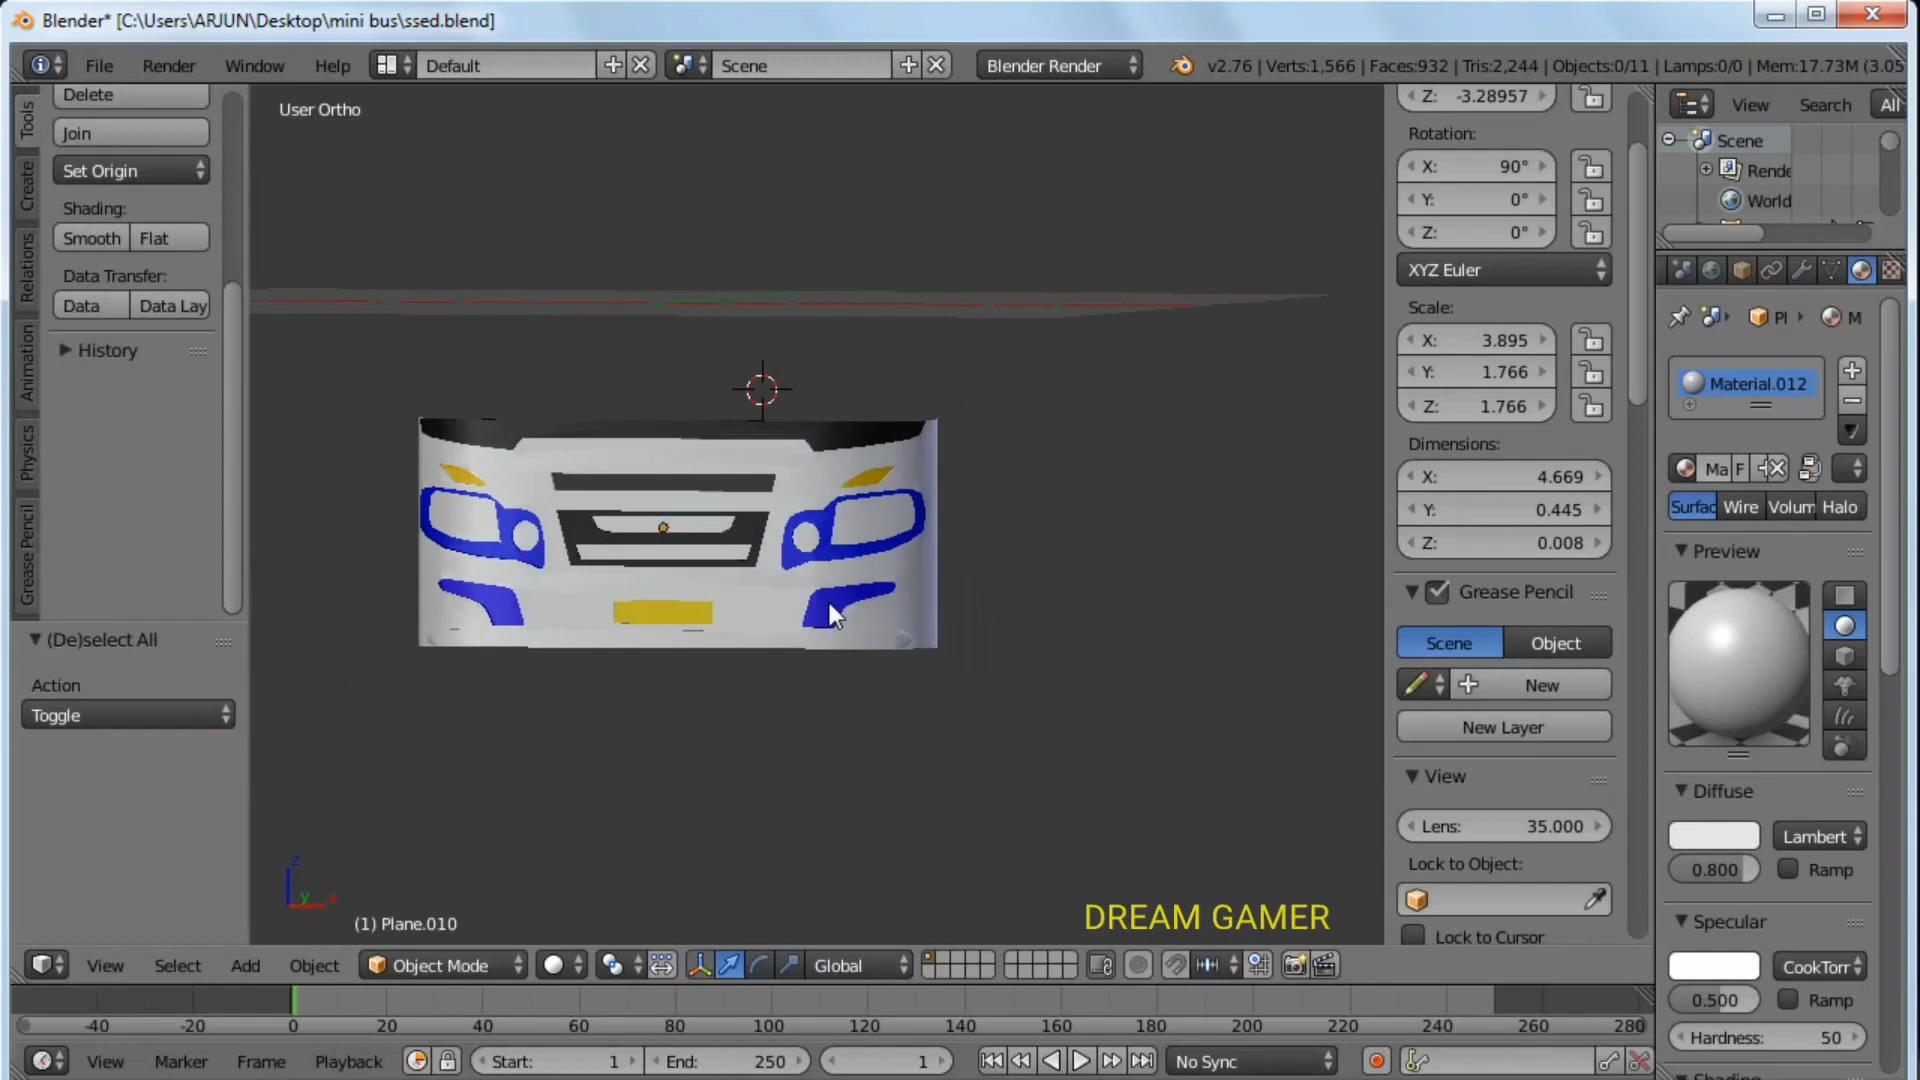 Blender* [C:\Users\ARJUN\Desktop\mini bus\ssed.blend]
File Render Window Help Default Scene Blender Render v2.76 | Verts:1,566 | Faces:932 | Tris:2,244 | Objects:0/11 | Lamps:0/0 | Mem:17.73M (3.05
Tools
Create
Relations
Animation
Physics
Grease Pencil
Delete
Join
Set Origin
Shading:
Smooth Flat
Data Transfer:
Data Data Lay
History
(De)select All
Action
Toggle
User Ortho
z
y
x
(1) Plane.010
DREAM GAMER
Z: -3.28957
Rotation:
X: 90°
Y: 0°
Z: 0°
XYZ Euler
Scale:
X: 3.895
Y: 1.766
Z: 1.766
Dimensions:
X: 4.669
Y: 0.445
Z: 0.008
Grease Pencil
Scene Object
New
New Layer
View
Lens: 35.000
Lock to Object:
Lock to Cursor
View Search All
Scene
Rende
World
Pl M
Material.012
Ma F
Surfac Wire Volum Halo
Preview
Diffuse
Lambert
0.800 Ramp
Specular
CookTorr
0.500 Ramp
Hardness: 50
View Select Add Object Object Mode Global
-40 -20 0 20 40 60 80 100 120 140 160 180 200 220 240 260 280
View Marker Frame Playback Start: 1 End: 250 1 No Sync